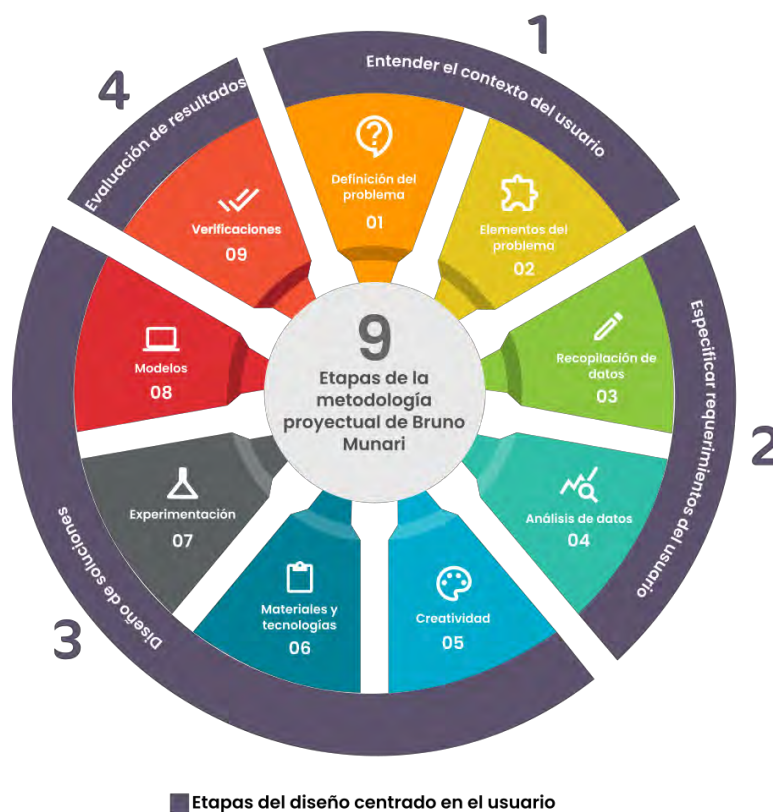 1
Entender el contexto del usuario
Definición del
problema
01
Elementos del
problema
02
2
Especificar requerimientos del usuario
Recopilación de
datos
03
Análisis de datos
04
3
Diseño de soluciones
Creatividad
05
Materiales y
tecnologías
06
Experimentación
07
Modelos
08
4
Evaluación de resultados
Verificaciones
09
9
Etapas de la
metodología
proyectual de Bruno
Munari
Etapas del diseño centrado en el usuario